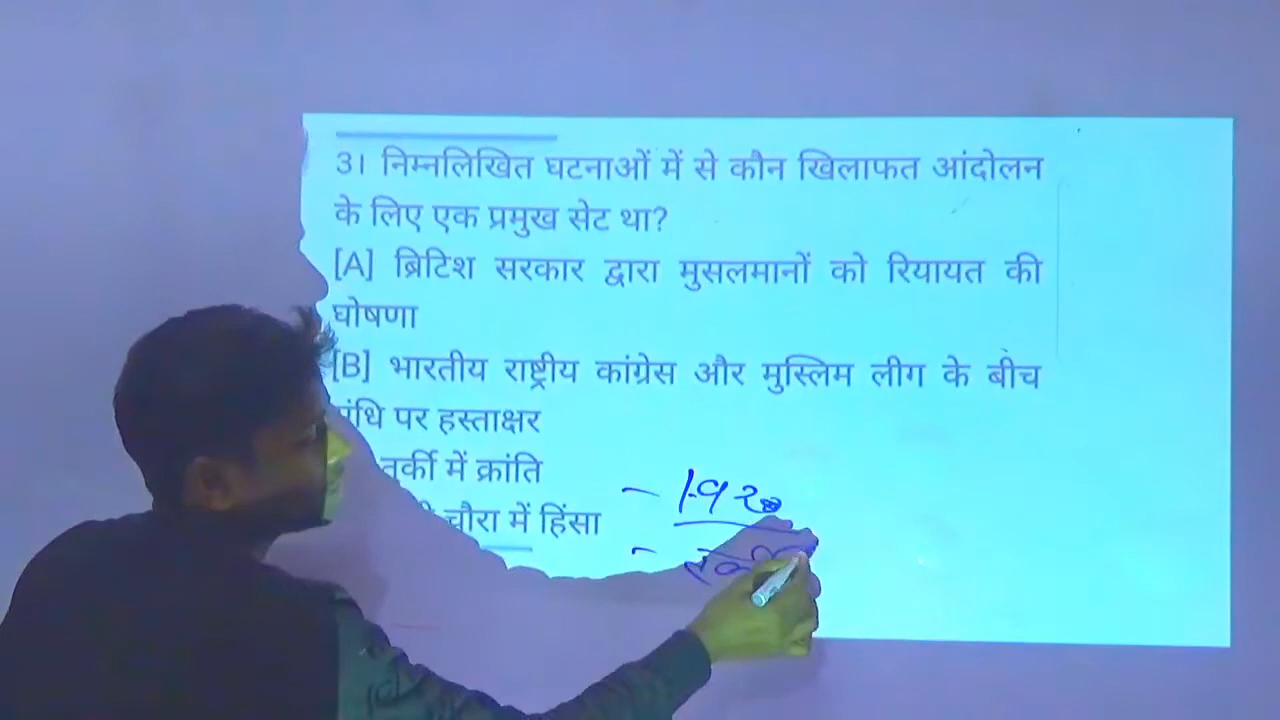 3। निम्नलिखित घटनाओं में से कौन खिलाफत आंदोलन
के लिए एक प्रमुख सेट था?
[A] ब्रिटिश सरकार द्वारा मुसलमानों को रियायत की
घोषणा
[B] भारतीय राष्ट्रीय कांग्रेस और मुस्लिम लीग के बीच
पर हस्ताक्षर
तुर्की में क्रांति
चौरा में हिंसा